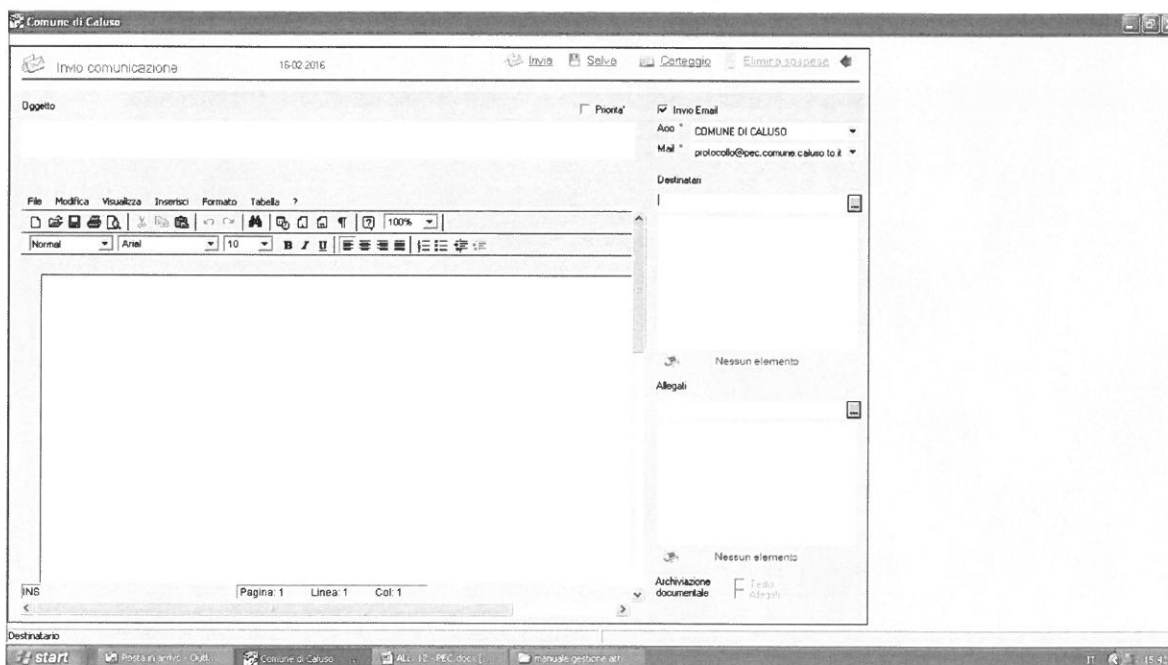 Comune di Caluso
Invio comunicazione 16-02-2016 Invia Salva Carteggio Elimina sospese
Oggetto Priorita' Invio Email
Aoo * COMUNE DI CALUSO
Mail * protocollo@pec.comune.caluso.to.it
Destinatari
File Modifica Visualizza Inserisci Formato Tabella ?
100%
Normal Arial 10 B I U
Nessun elemento
Allegati
Nessun elemento
Archiviazione documentale Testo
Allegati
INS Pagina: 1 Linea: 1 Col: 1
Destinatario
start Posta in arrivo - Outl... Comune di Caluso ... ALL. 12 - PEC.docx [... manuale gestione atti IT